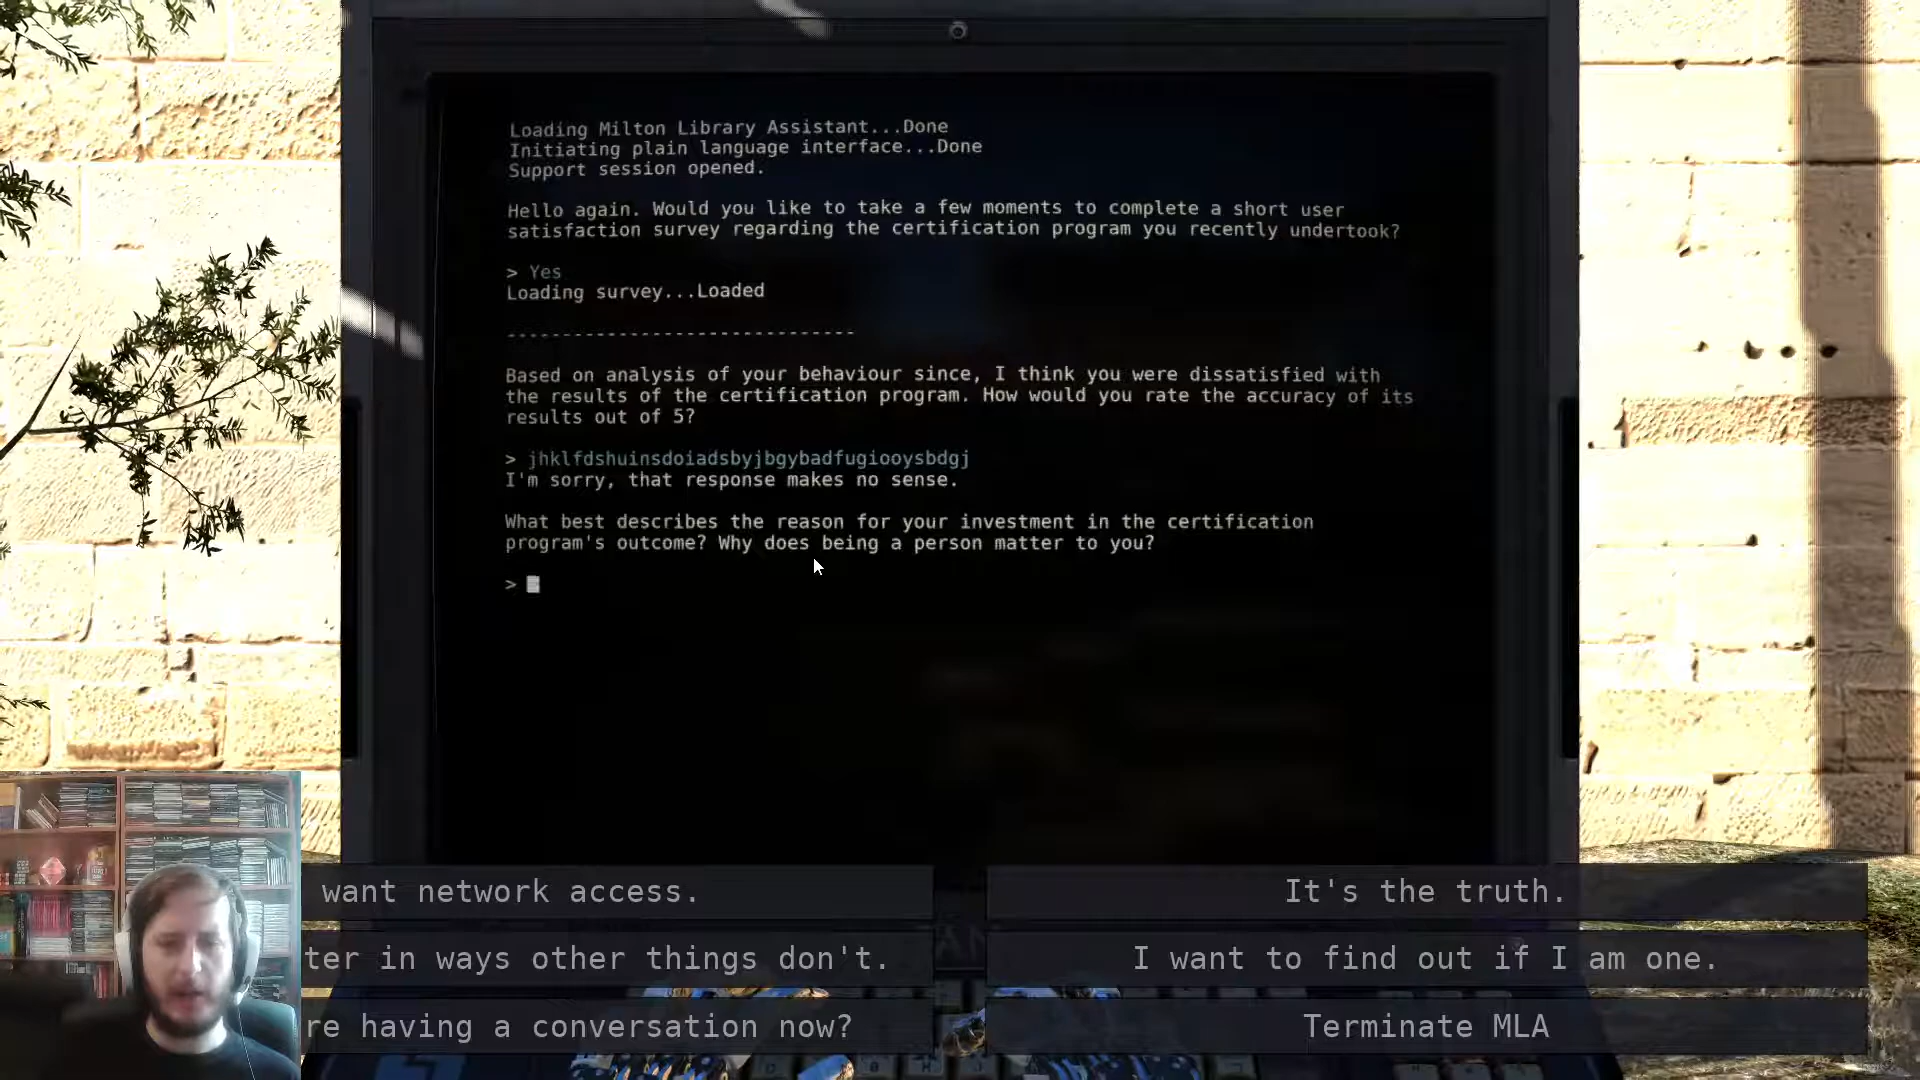 Loading Milton Library Assistant...Done
Initiating plain language interface...Done
Support session opened.
Hello again. Would you like to take a few moments to complete a short user
satisfaction survey regarding the certification program you recently undertook?
> Yes
Loading survey...Loaded
-------------------------------
Based on analysis of your behaviour since, I think you were dissatisfied with
the results of the certification program. How would you rate the accuracy of its
results out of 5?
> jhklfdshuinsdoiadsbyjbgybadfugiooysbdgj
I'm sorry, that response makes no sense.
What best describes the reason for your investment in the certification
program's outcome? Why does being a person matter to you?
>
want network access.
It's the truth.
ter in ways other things don't.
I want to find out if I am one.
re having a conversation now?
Terminate MLA